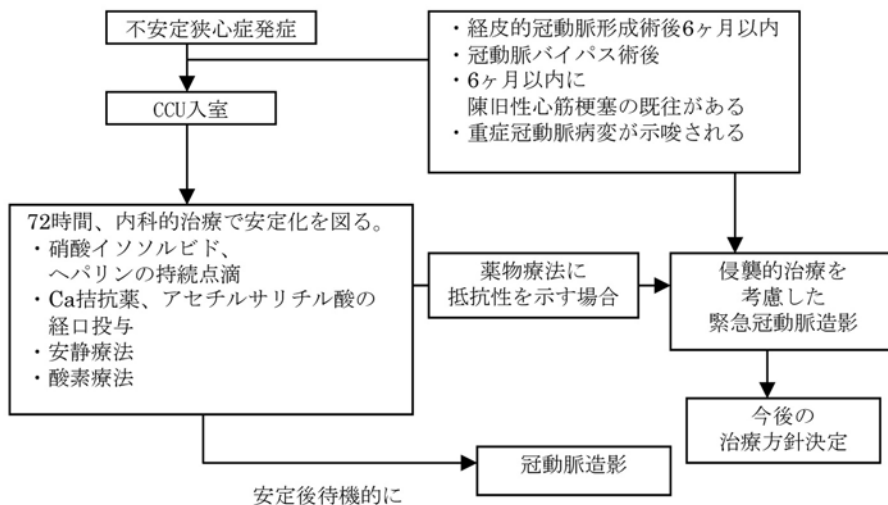 不安定狭心症発症
・経皮的冠動脈形成術後6ヶ月以内
・冠動脈バイパス術後
・6ヶ月以内に
陳旧性心筋梗塞の既往がある
・重症冠動脈病変が示唆される
CCU入室
72時間、内科的治療で安定化を図る。
・硝酸イソソルビド、
ヘパリンの持続点滴
・Ca拮抗薬、アセチルサリチル酸の
経口投与
・安静療法
・酸素療法
薬物療法に
抵抗性を示す場合
侵襲的治療を
考慮した
緊急冠動脈造影
今後の
治療方針決定
冠動脈造影
安定後待機的に